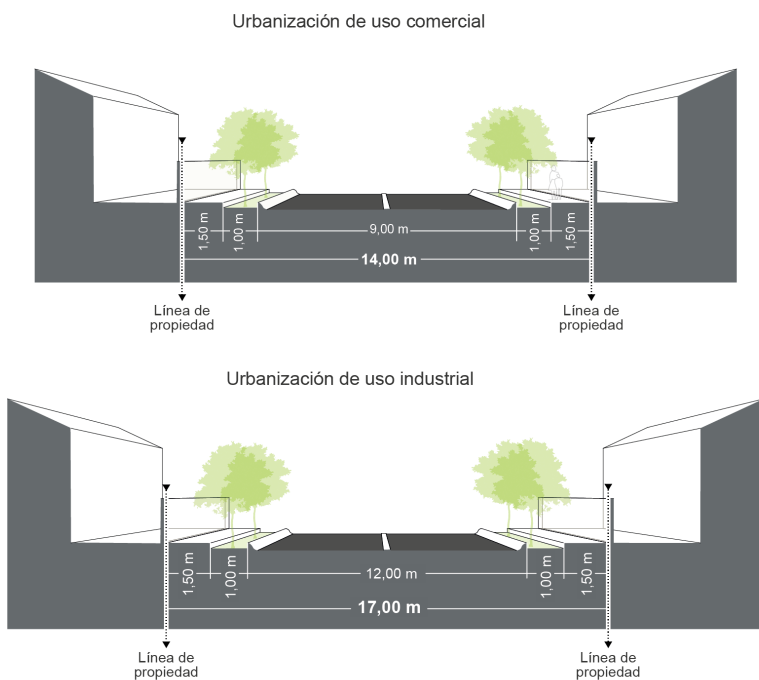 Urbanización de uso comercial
1,50 m
1,00 m
9,00 m
1,00 m
1,50 m
14,00 m
Línea de
propiedad
Línea de
propiedad
Urbanización de uso industrial
1,50 m
1,00 m
12,00 m
1,00 m
1,50 m
17,00 m
Línea de
propiedad
Línea de
propiedad